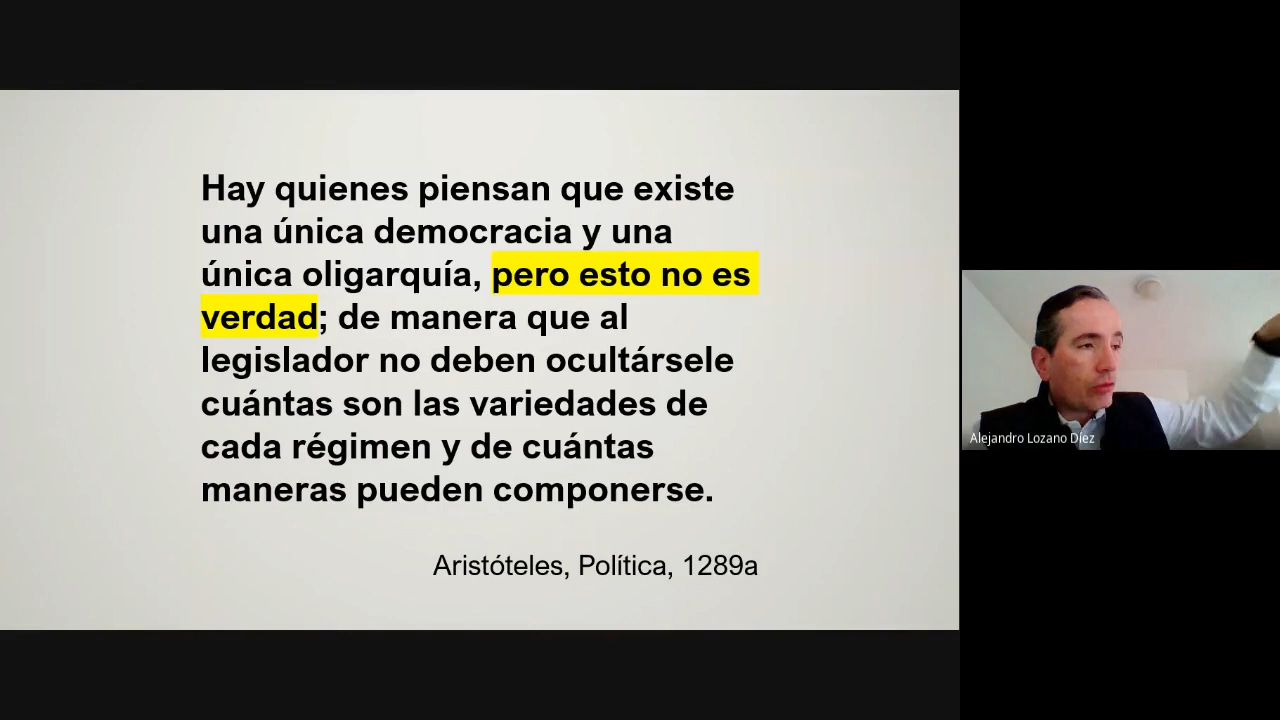 Hay quienes piensan que existe
una única democracia y una
única oligarquía, pero esto no es
verdad; de manera que al
legislador no deben ocultársele
cuántas son las variedades de
cada régimen y de cuántas
maneras pueden componerse.
Aristóteles, Política, 1289a
Alejandro Lozano Díez